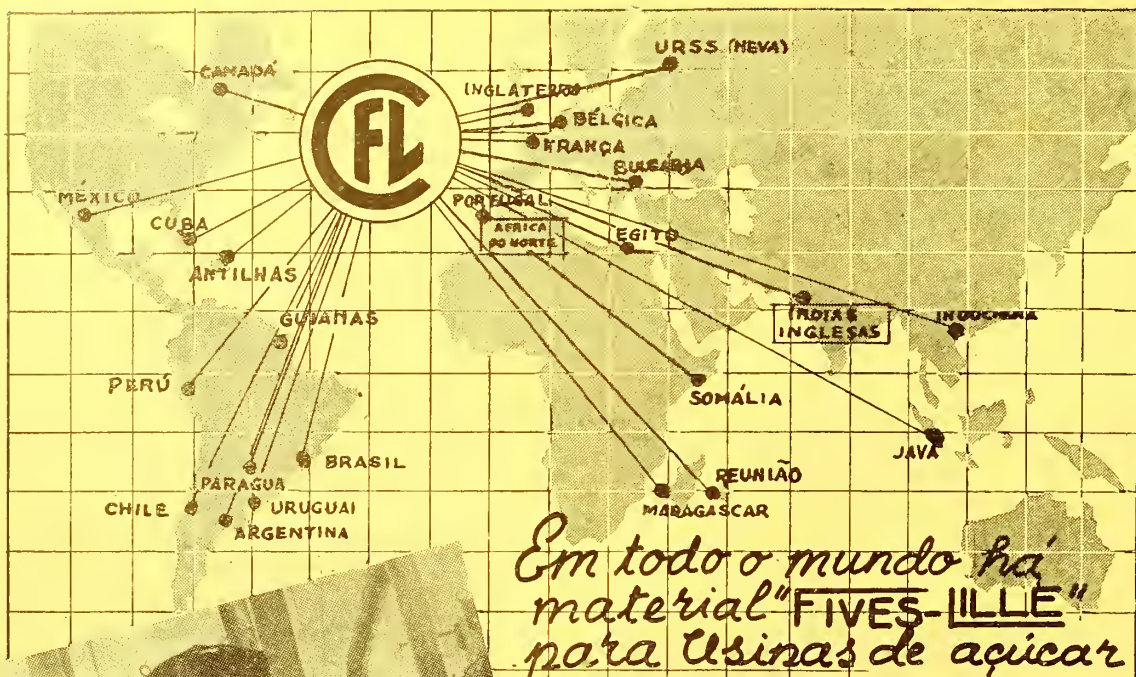 URSS (NEVA)
CANADÁ
INGLATERRA
BÉLGICA
CFL
FRANÇA
BULGÁRIA
MÉXICO
PORTUGAL
CUBA
AFRICA
DO NORTE
EGITO
ANTILHAS
GUIANAS
INDIAS
INGLESAS
INDOCHINA
PERÚ
SOMÁLIA
JAVA
BRASIL
REUNIÃO
PARAGUA
CHILE
URUGUAI
MARAGASCAR
ARGENTINA
Em todo o mundo há
material "FIVES-LILLE"
para Usinas de açúcar